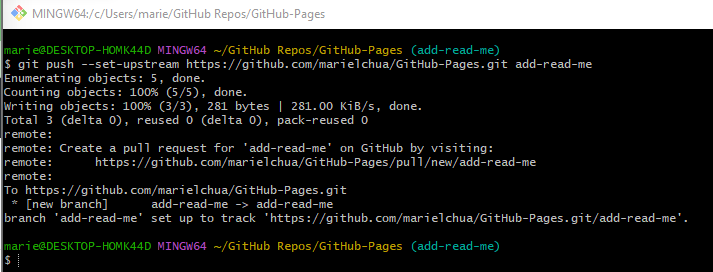 MINGW64:/c/Users/marie/GitHub Repos/GitHub-Pages
marie@DESKTOP-HOMK44D MINGW64 ~/GitHub Repos/GitHub-Pages (add-read-me)
$ git push --set-upstream https://github.com/marielchua/GitHub-Pages.git add-read-me
Enumerating objects: 5, done.
Counting objects: 100% (5/5), done.
Writing objects: 100% (3/3), 281 bytes | 281.00 KiB/s, done.
Total 3 (delta 0), reused 0 (delta 0), pack-reused 0
remote:
remote: Create a pull request for 'add-read-me' on GitHub by visiting:
remote:      https://github.com/marielchua/GitHub-Pages/pull/new/add-read-me
remote:
To https://github.com/marielchua/GitHub-Pages.git
 * [new branch]      add-read-me -> add-read-me
branch 'add-read-me' set up to track 'https://github.com/marielchua/GitHub-Pages.git/add-read-me'.
marie@DESKTOP-HOMK44D MINGW64 ~/GitHub Repos/GitHub-Pages (add-read-me)
$